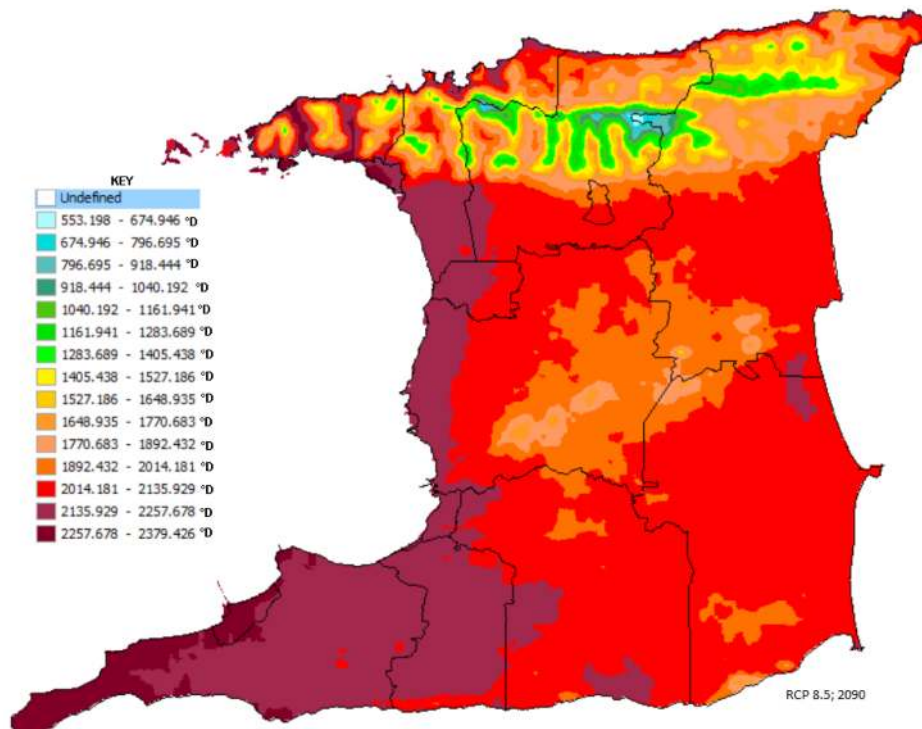 KEY
Undefined
553.198 - 674.946 °D
674.946 - 796.695 °D
796.695 - 918.444 °D
918.444 - 1040.192 °D
1040.192 - 1161.941 °D
1161.941 - 1283.689 °D
1283.689 - 1405.438 °D
1405.438 - 1527.186 °D
1527.186 - 1648.935 °D
1648.935 - 1770.683 °D
1770.683 - 1892.432 °D
1892.432 - 2014.181 °D
2014.181 - 2135.929 °D
2135.929 - 2257.678 °D
2257.678 - 2379.426 °D
RCP 8.5; 2090